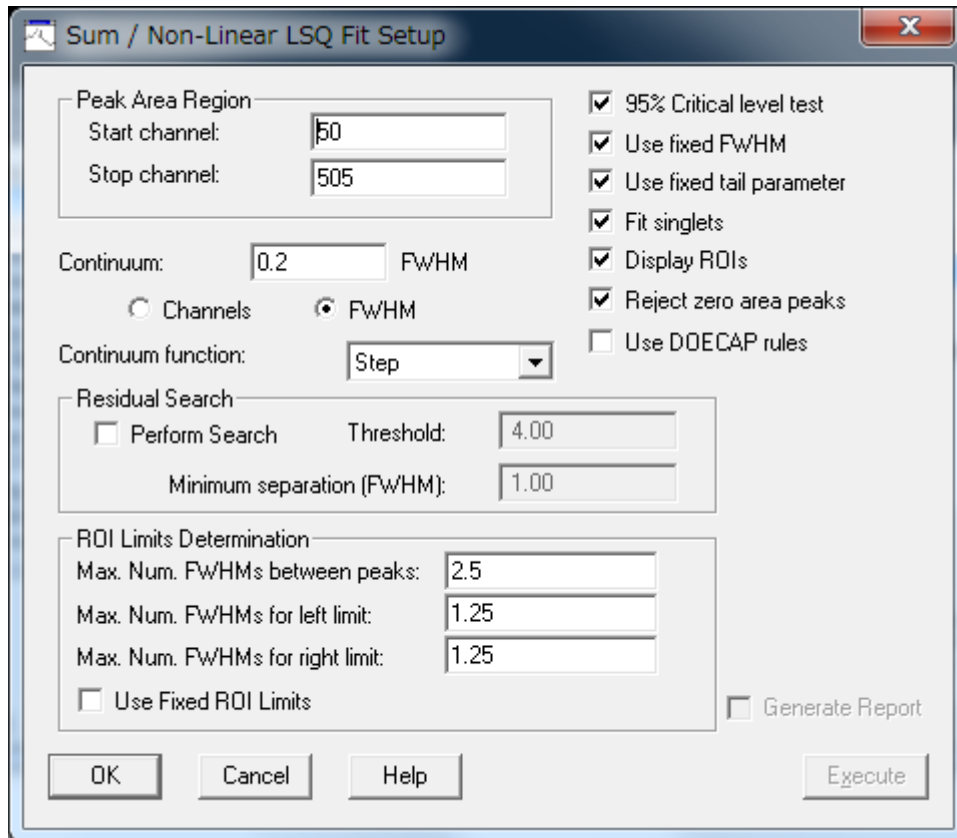 Sum / Non-Linear LSQ Fit Setup
Peak Area Region
Start channel: 50
Stop channel: 505
95% Critical level test
Use fixed FWHM
Use fixed tail parameter
Fit singlets
Display ROIs
Reject zero area peaks
Use DOECAP rules
Continuum: 0.2 FWHM
Channels FWHM
Continuum function: Step
Residual Search
Perform Search Threshold: 4.00
Minimum separation (FWHM): 1.00
ROI Limits Determination
Max. Num. FWHMs between peaks: 2.5
Max. Num. FWHMs for left limit: 1.25
Max. Num. FWHMs for right limit: 1.25
Use Fixed ROI Limits
Generate Report
OK Cancel Help Execute